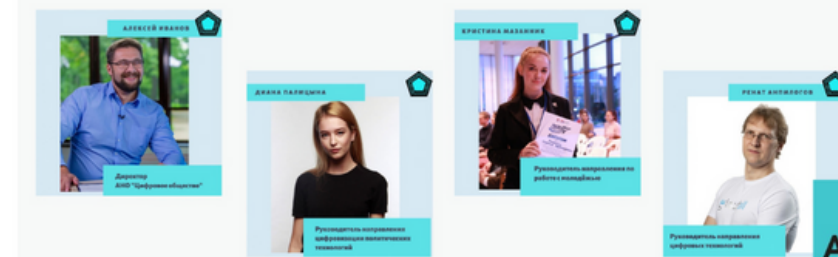 АЛЕКСЕЙ ИВАНОВ
Директор
АНО "Цифровое общество"
ДИАНА ПАЛИЦЫНА
Руководитель направления
цифровизации политических
технологий
КРИСТИНА МАЗАННИК
Руководитель направления по
работе с молодёжью
РЕНАТ АНПИЛОГОВ
Руководитель направления
цифровых технологий
А